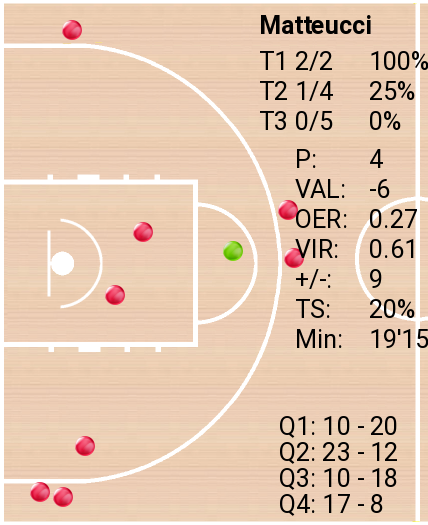 Matteucci
T1 2/2 100%
T2 1/4 25%
T3 0/5 0%
P: 4
VAL: -6
OER: 0.27
VIR: 0.61
+/-: 9
TS: 20%
Min: 19'15
Q1: 10 - 20
Q2: 23 - 12
Q3: 10 - 18
Q4: 17 - 8